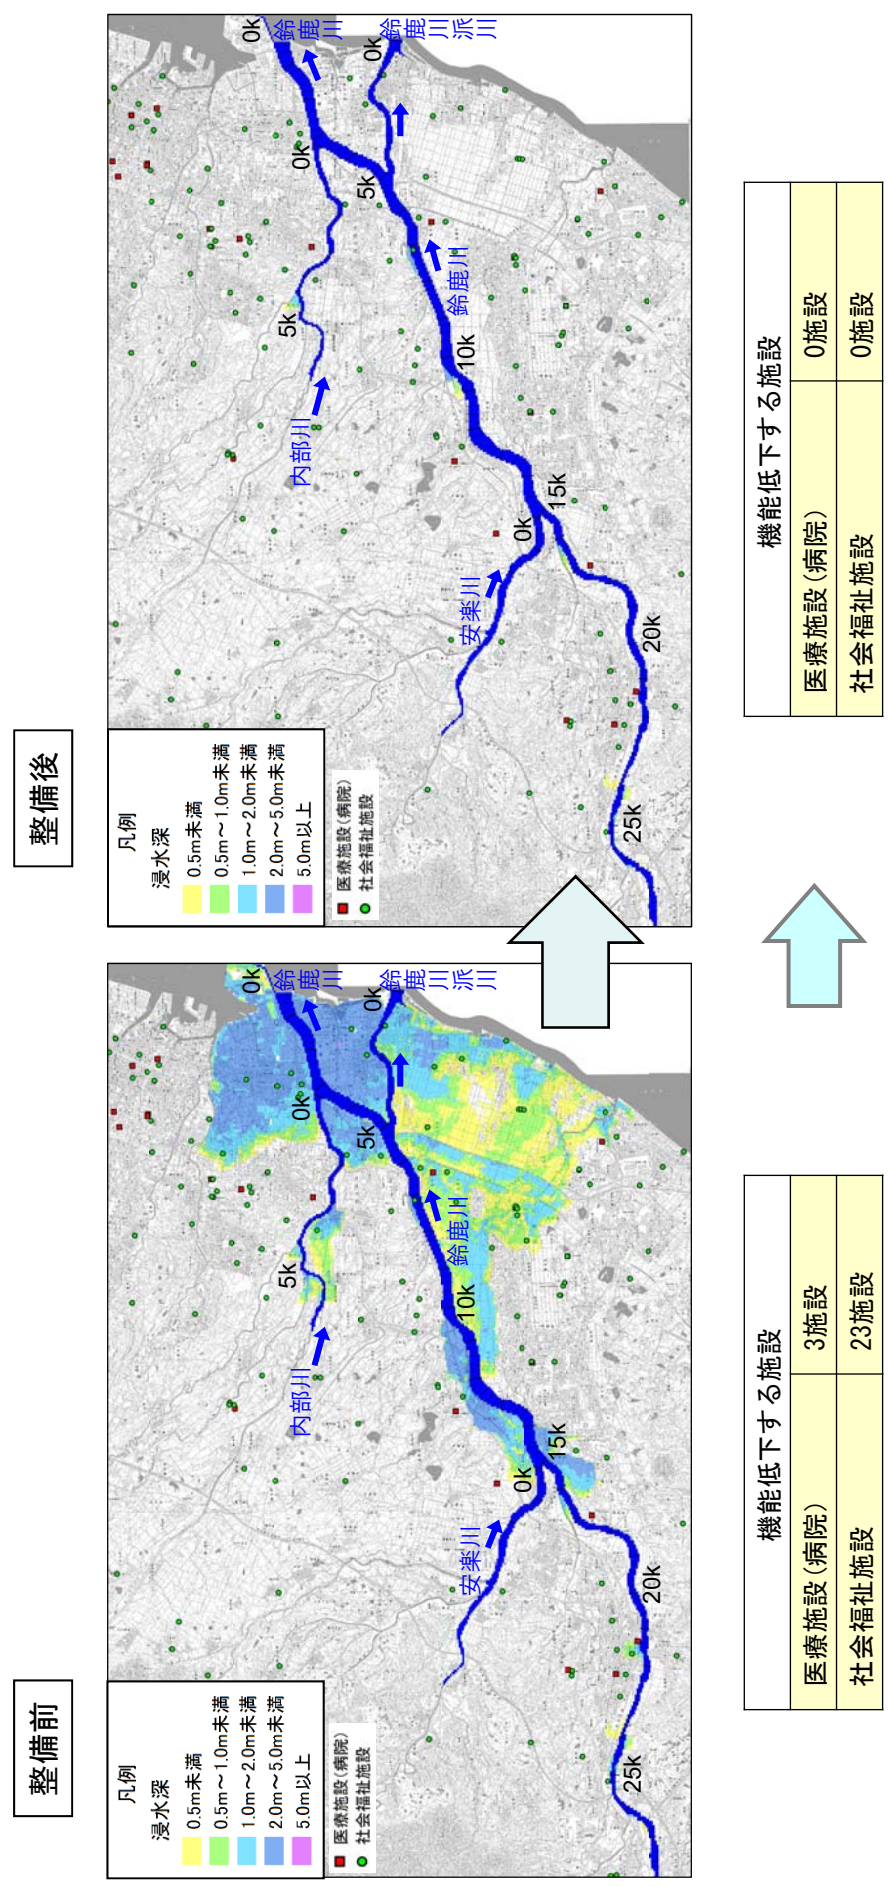 整備前
凡例
浸水深
0.5m未満
0.5m～1.0m未満
1.0m～2.0m未満
2.0m～5.0m未満
5.0m以上
医療施設(病院)
社会福祉施設
0k
鈴鹿川
0k
鈴鹿川派川
0k
5k
5k
内部川
鈴鹿川
10k
15k
0k
安楽川
20k
25k
機能低下する施設
医療施設(病院) 3施設
社会福祉施設 23施設
整備後
凡例
浸水深
0.5m未満
0.5m～1.0m未満
1.0m～2.0m未満
2.0m～5.0m未満
5.0m以上
医療施設(病院)
社会福祉施設
0k
鈴鹿川
0k
鈴鹿川派川
0k
5k
5k
内部川
鈴鹿川
10k
15k
0k
安楽川
20k
25k
機能低下する施設
医療施設(病院) 0施設
社会福祉施設 0施設